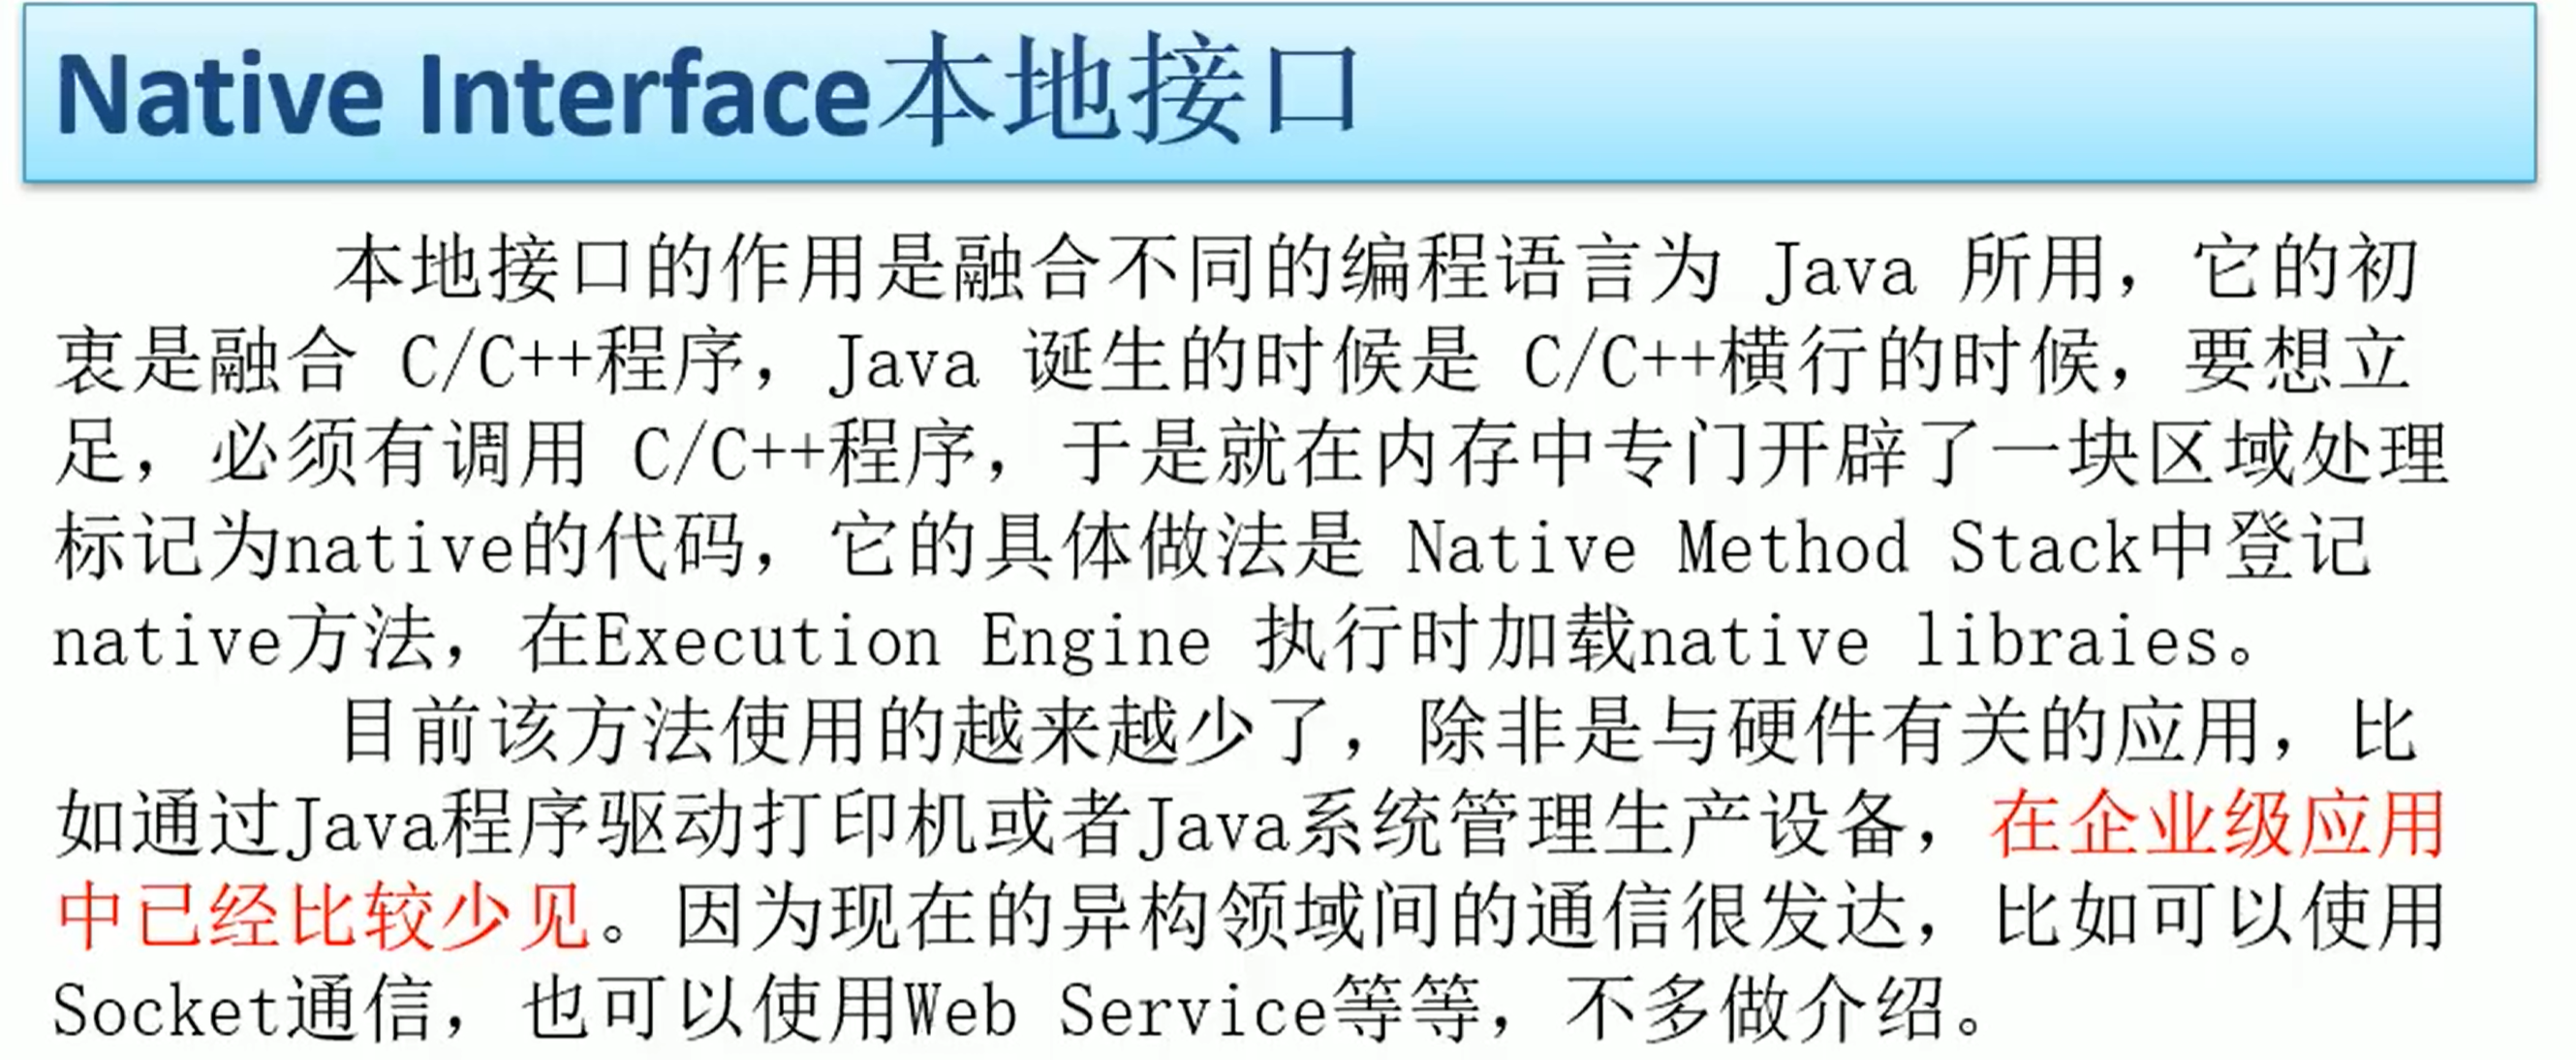 Native Interface本地接口
本地接口的作用是融合不同的编程语言为 Java 所用，它的初
衷是融合 C/C++程序，Java 诞生的时候是 C/C++横行的时候，要想立
足，必须有调用 C/C++程序，于是就在内存中专门开辟了一块区域处理
标记为native的代码，它的具体做法是 Native Method Stack中登记
native方法，在Execution Engine 执行时加载native libraies。
目前该方法使用的越来越少了，除非是与硬件有关的应用，比
如通过Java程序驱动打印机或者Java系统管理生产设备，在企业级应用
中已经比较少见。因为现在的异构领域间的通信很发达，比如可以使用
Socket通信，也可以使用Web Service等等，不多做介绍。